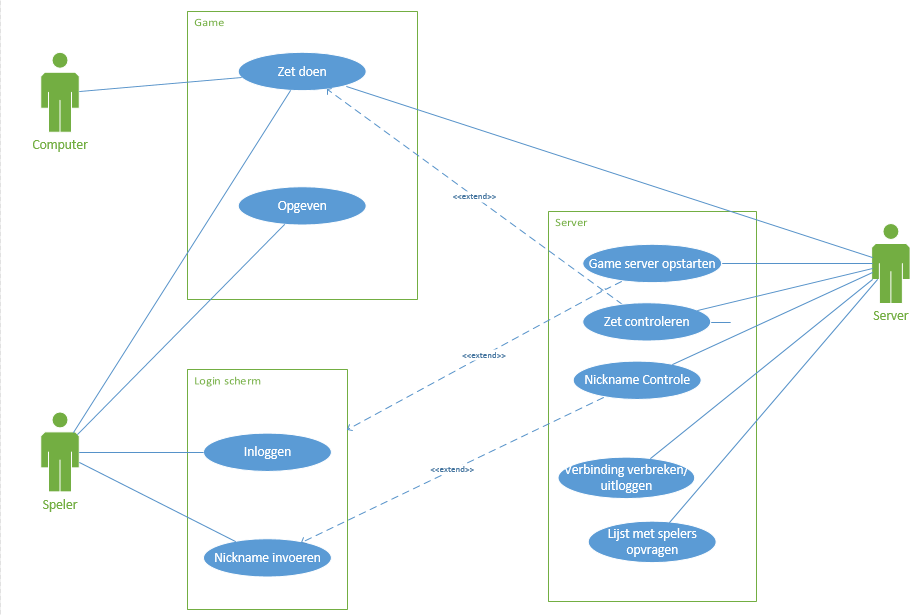 Game
Zet doen
Computer
Opgeven
<<extend>>
Server
Game server opstarten
Server
Zet controleren
<<extend>>
Login scherm
Nickname Controle
Inloggen
<<extend>>
Verbinding verbreken/
uitloggen
Speler
Lijst met spelers
opvragen
Nickname invoeren